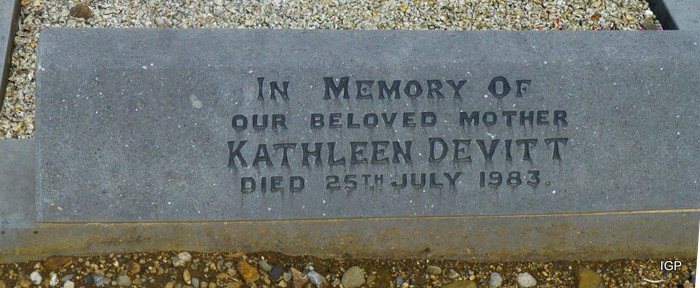 IN MEMORY OF
OUR BELOVED MOTHER
KATHLEEN DEVITT
DIED 25TH JULY 1983.
IGP